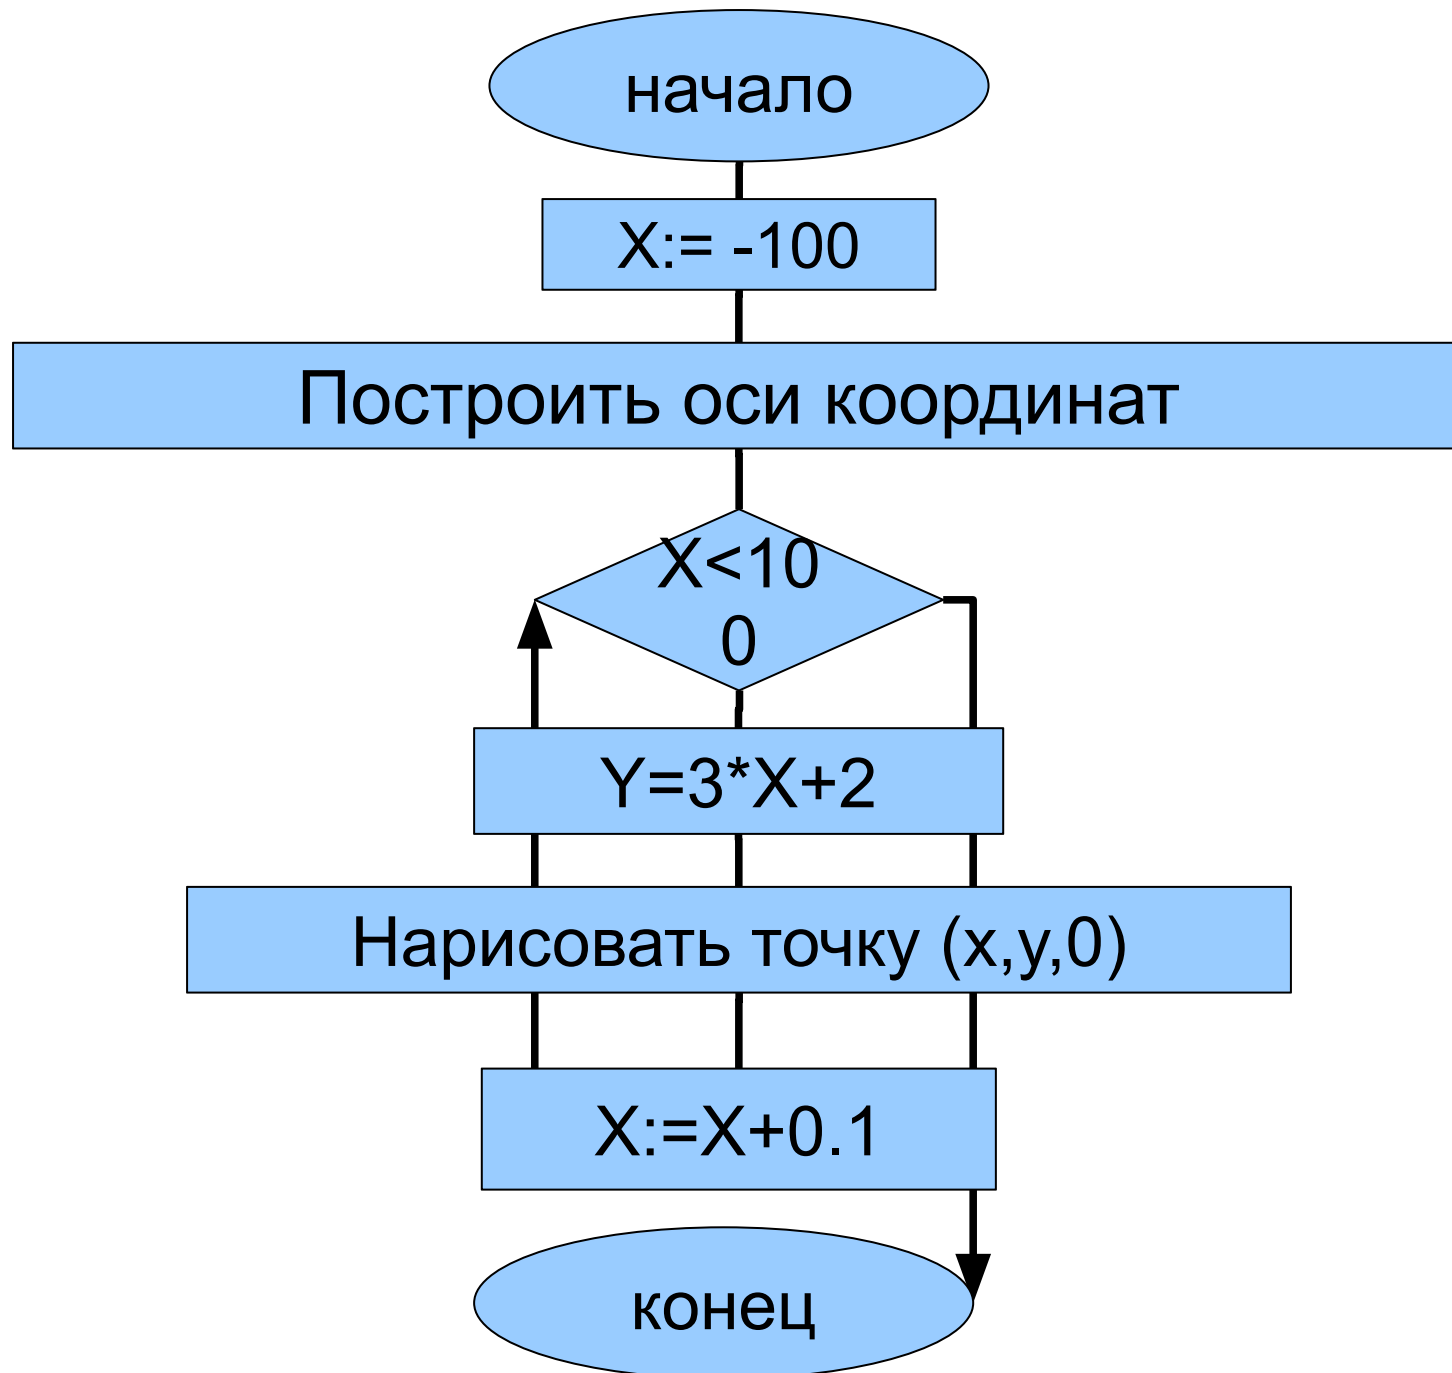 начало
X:= -100
Построить оси координат
X<10
0
Y=3*X+2
Нарисовать точку (x,y,0)
X:=X+0.1
конец